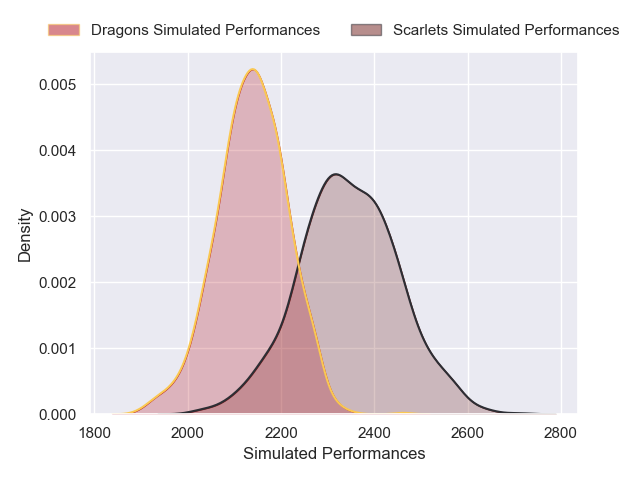 Dragons Simulated Performances
Scarlets Simulated Performances
0.005
0.004
0.003
0.002
0.001
0.000
Density
1800 2000 2200 2400 2600 2800
Simulated Performances